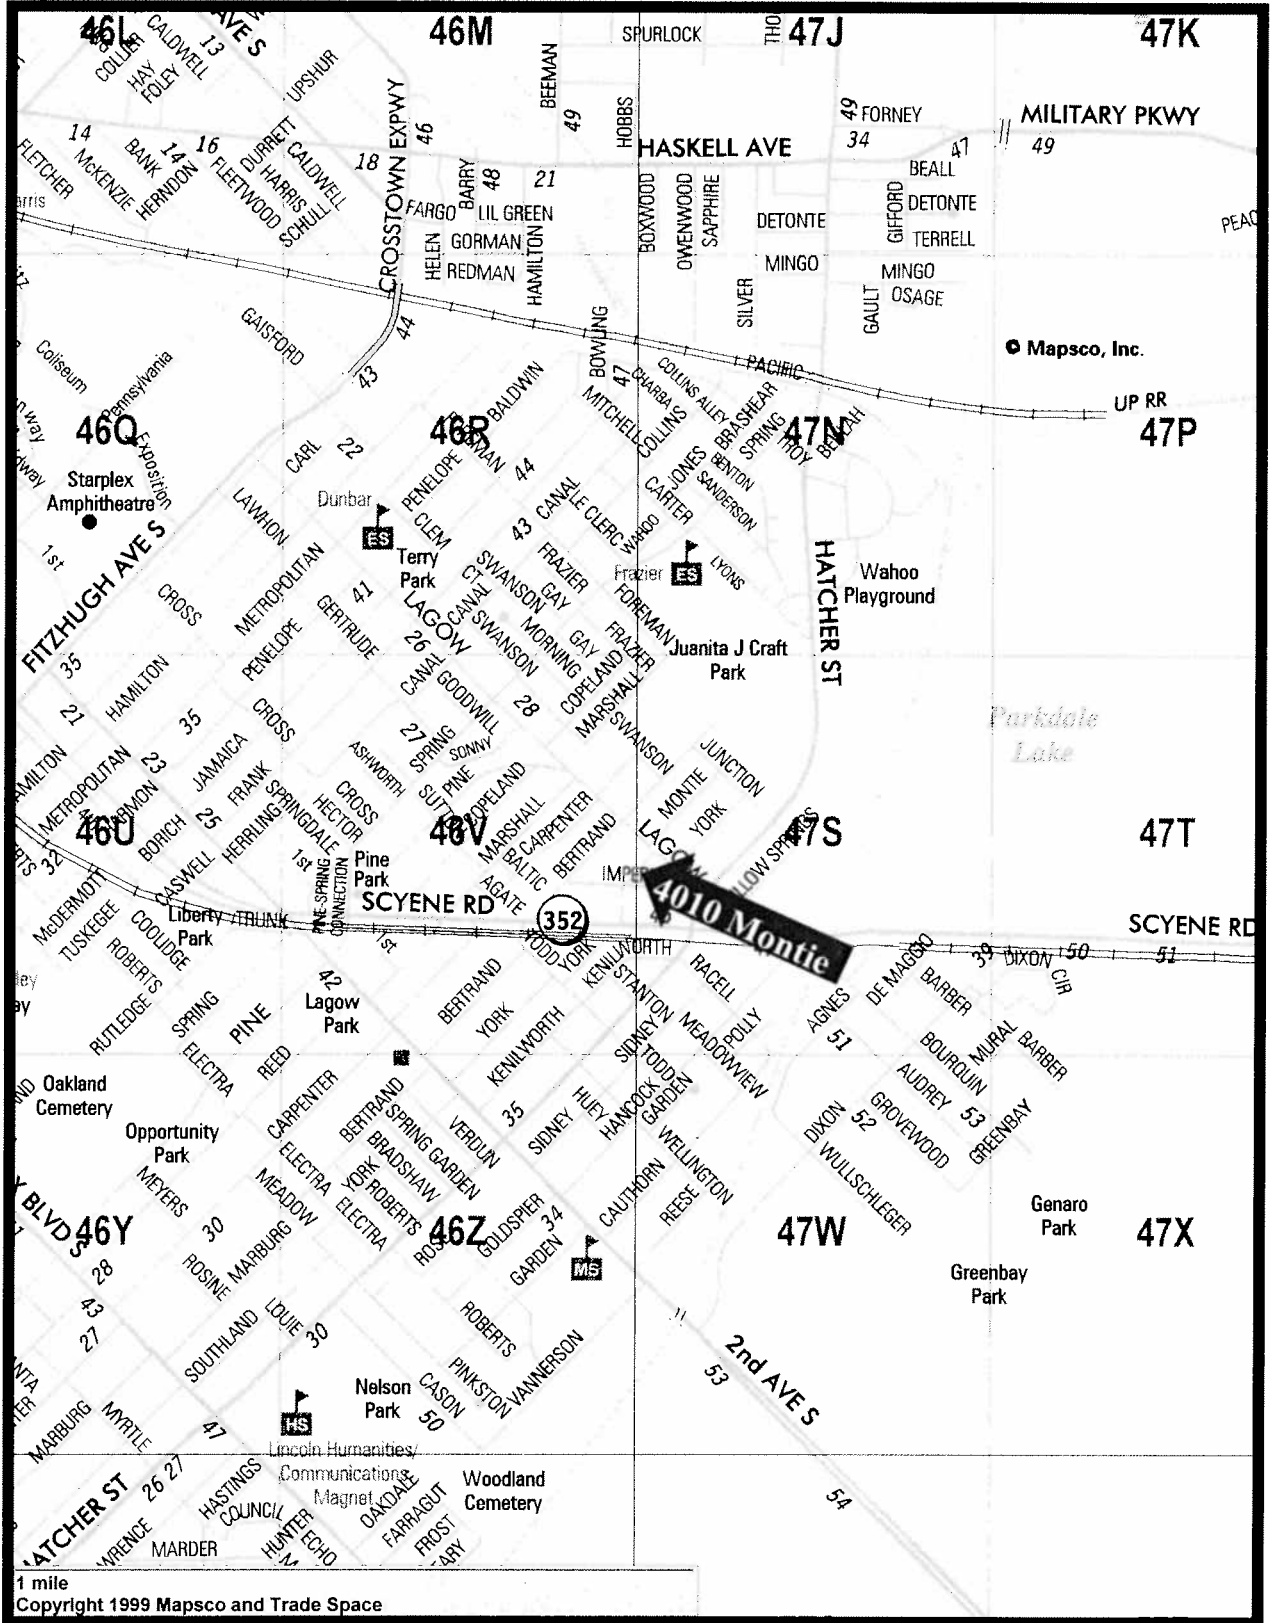 46L
AVE S
46M
SPURLOCK
47J
47K
COLLIER
CALDWELL
13
HAY
FOLEY
UPSHUR
BEEMAN
49
HOBBS
49
FORNEY
MILITARY PKWY
CROSSTOWN EXPWY
46
HASKELL AVE
34
47
49
14
BANK
14
16
DURRETT
CALDWELL
18
BARRY
48
21
BEALL
FLETCHER
McKENZIE
HERNDON
FLEETWOOD
HARRIS
SCHULL
FARGO
LIL GREEN
BOXWOOD
OWENWOOD
SAPPHIRE
DETONTE
GIFFORD
DETONTE
HELEN
GORMAN
HAMILTON
TERRELL
REDMAN
MINGO
MINGO
SILVER
GAULT
OSAGE
GAISFORD
44
BOWLING
Mapsco, Inc.
Coliseum
Pennsylvania
43
47
PACIFIC
UP RR
BALDWIN
CHARBA
COLLINS ALLEY
BRASHEAR
MITCHELL
COLLINS
SPRING
46Q
46R
47N
47P
Exposition
CARL
22
PENELOPE
44
JONES
BENTON
TROY
BEULAH
Starplex
Amphitheatre
Dunbar
CANAL
LE CLERC
CARTER
SANDERSON
LAWHON
ES
CLEM
43
WAHOO
1st
FITZHUGH AVE S
Terry
Park
FRAZIER
Frazier
ES
LYONS
HATCHER ST
Wahoo
Playground
CROSS
METROPOLITAN
41
SWANSON
CT
GAY
FOREMAN
GERTRUDE
LAGOW
CANAL
35
PENELOPE
26
SWANSON
MORNING
GAY
FRAZIER
Juanita J Craft
Park
HAMILTON
CANAL
GOODWILL
28
COPELAND
MARSHALL
21
35
CROSS
27
SPRING
SONNY
SWANSON
Parkdale
Lake
HAMILTON
METROPOLITAN
23
JAMAICA
ASHWORTH
PINE
JUNCTION
FRANK
CROSS
COPELAND
MONTIE
SPRINGDALE
HECTOR
MARSHALL
CARPENTER
YORK
46U
25
46V
47S
47T
BORICH
HERRLING
BALTIC
BERTRAND
LAGOW
32
CASWELL
1st
Pine
Park
AGATE
4010 Montie
McDERMOTT
PINE-SPRING
CONNECTION
SCYENE RD
352
SCYENE RD
TUSKEGEE
COOLIDGE
Liberty
Park
TRUNK
1st
TODD
YORK
KENILWORTH
39
DIXON
CIR
50
51
ROBERTS
42
STANTON
RACELL
AGNES
DE MAGGIO
BARBER
Lagow
Park
BERTRAND
RUTLEDGE
SPRING
PINE
YORK
KENILWORTH
SIDNEY
MEADOWVIEW
POLLY
51
MURAL
BARBER
ELECTRA
REED
TODD
BOURQUIN
Oakland
Cemetery
CARPENTER
BERTRAND
HUEY
HANCOCK
GARDEN
AUDREY
53
Opportunity
Park
SPRING GARDEN
VERDUN
35
SIDNEY
DIXON
52
GROVEWOOD
GREENBAY
ELECTRA
BRADSHAW
WELLINGTON
WULLSCHLEGER
MEYERS
MEADOW
YORK
ROBERTS
CAUTHORN
REESE
Genaro
Park
BLVD S
46Y
30
MARBURG
ELECTRA
46Z
GOLDSPIER
34
47W
47X
28
ROSINE
GARDEN
MS
Greenbay
Park
43
LOUIE
27
SOUTHLAND
30
ROBERTS
2nd AVE S
PINKSTON
VANNERSON
53
Nelson
Park
CASON
50
MARBURG
MYRTLE
47
HS
Lincoln Humanities/
Communications
Magnet
HATCHER ST
26
27
HASTINGS
COUNCIL
OAKDALE
FARRAGUT
Woodland
Cemetery
54
MARDER
HUNTER
ECHO
FROST
1 mile
Copyright 1999 Mapsco and Trade Space